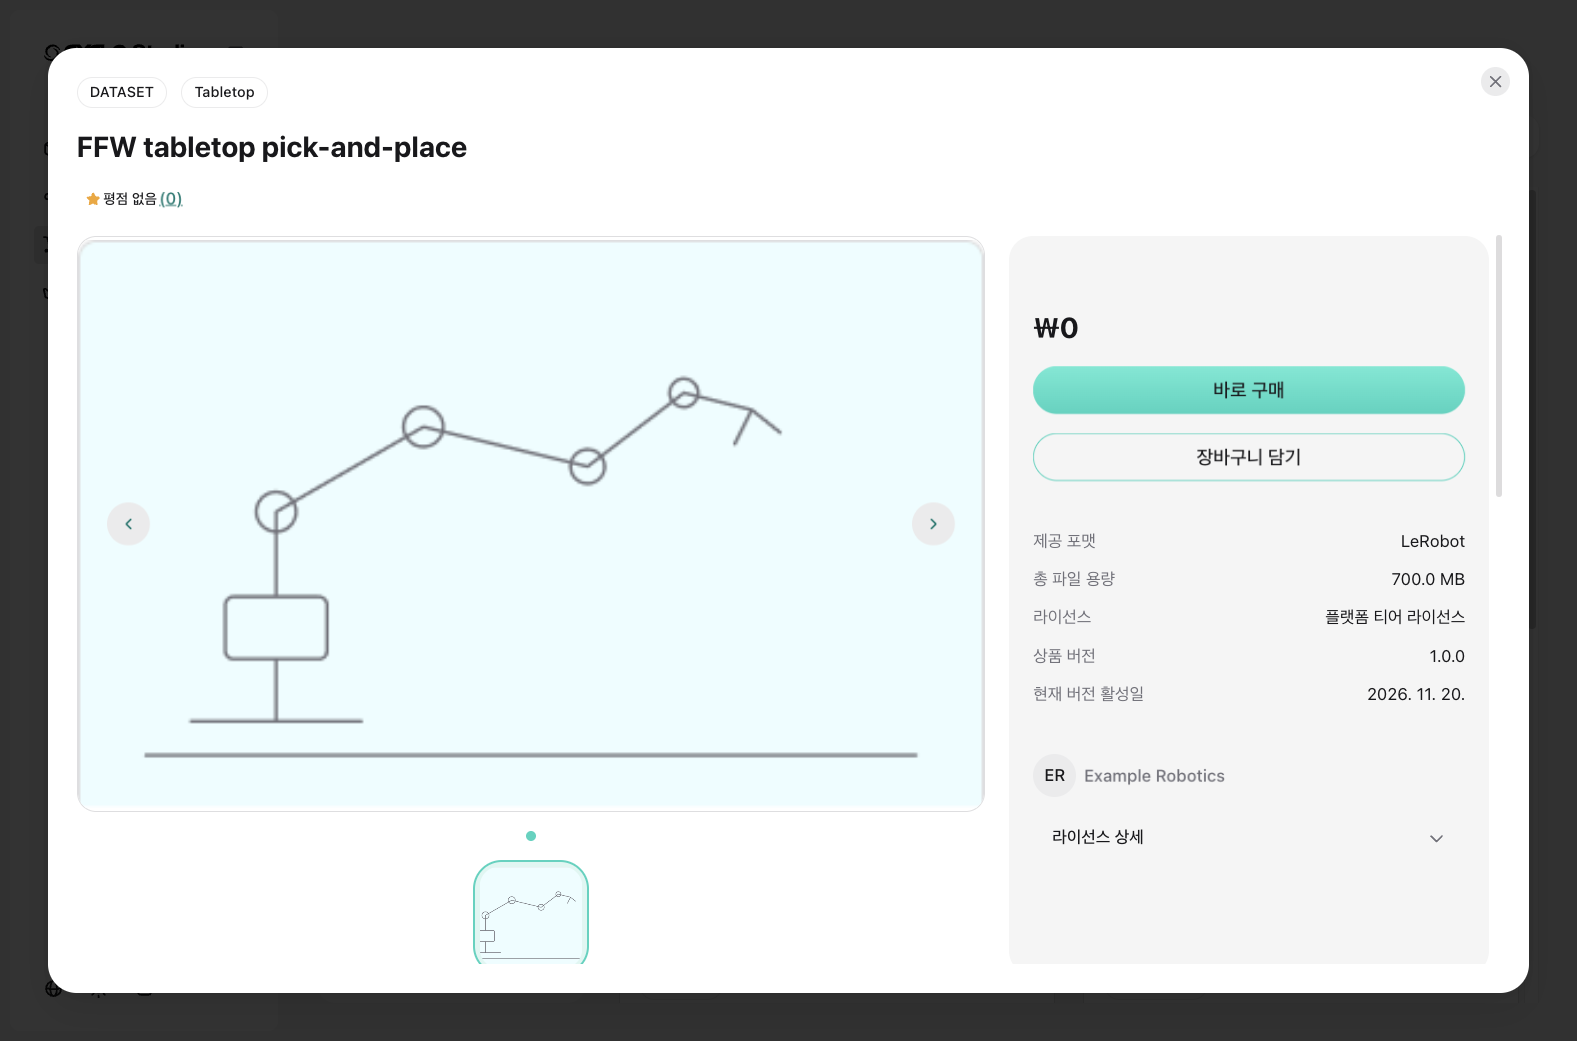 DATASET
Tabletop
FFW tabletop pick-and-place
평점 없음 (0)
₩0
바로 구매
장바구니 담기
제공 포맷 LeRobot
총 파일 용량 700.0 MB
라이선스 플랫폼 티어 라이선스
상품 버전 1.0.0
현재 버전 활성일 2026. 11. 20.
ER Example Robotics
라이선스 상세